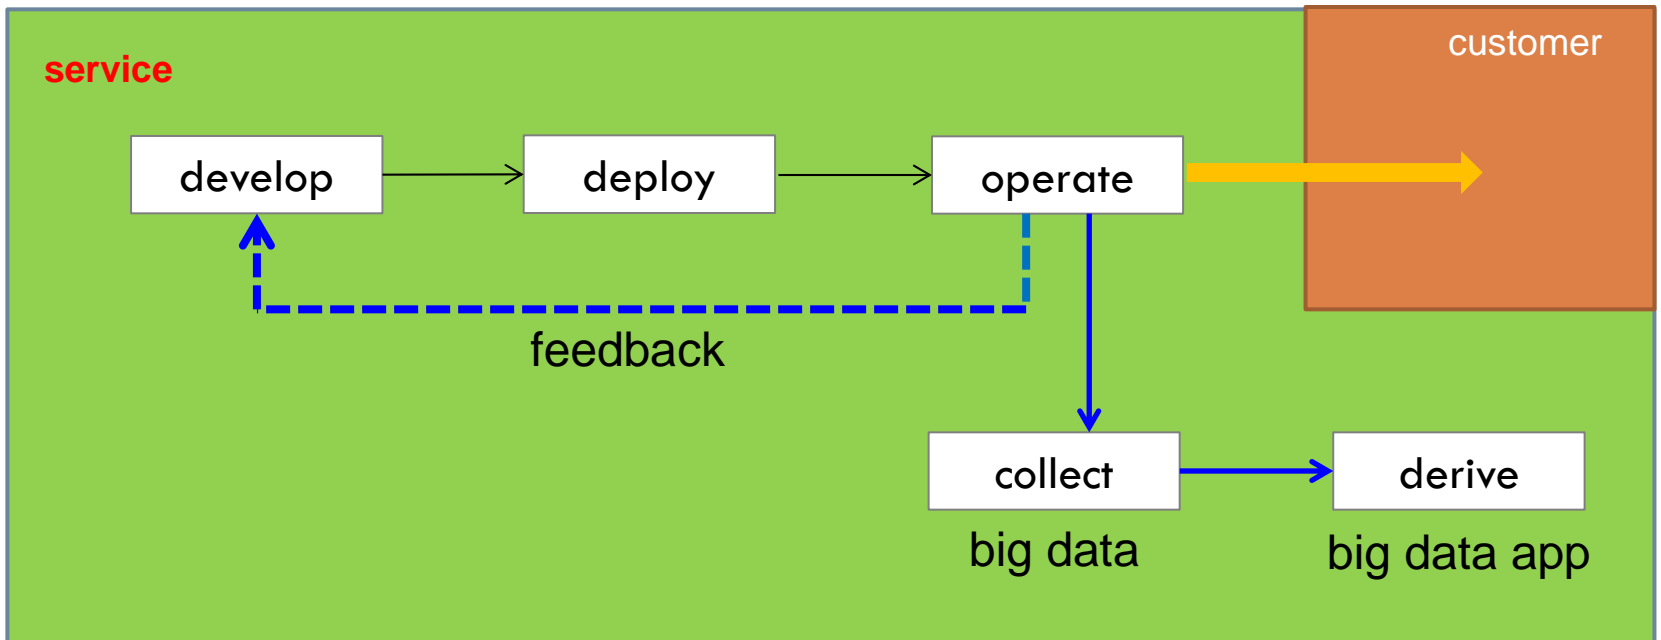 customer
service
develop
deploy
operate
feedback
collect
derive
big data
big data app